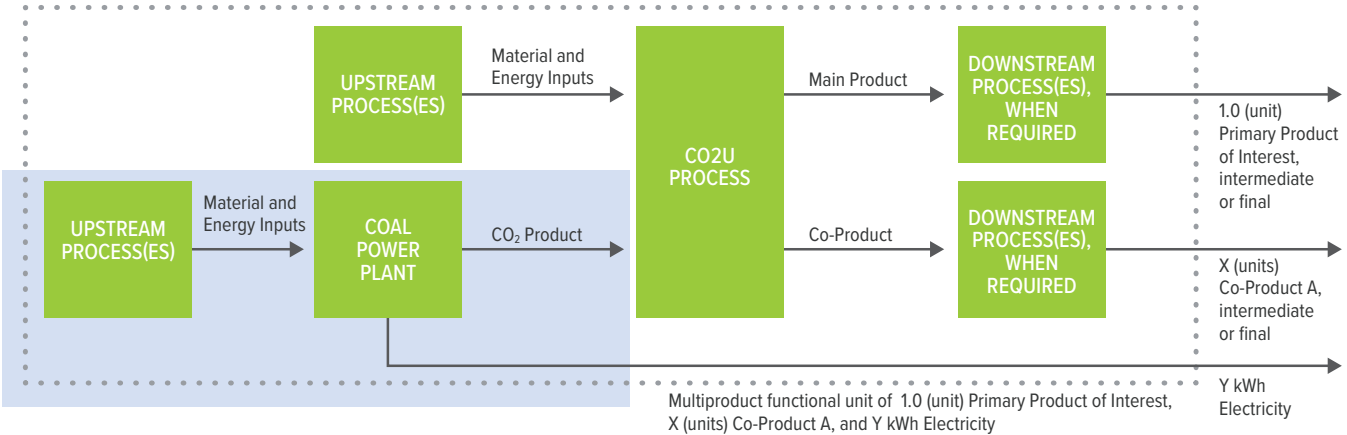 UPSTREAM
PROCESS(ES)
Material and
Energy Inputs
CO2U
PROCESS
Main Product
DOWNSTREAM
PROCESS(ES),
WHEN
REQUIRED
1.0 (unit)
Primary Product
of Interest,
intermediate
or final
UPSTREAM
PROCESS(ES)
Material and
Energy Inputs
COAL
POWER
PLANT
CO₂ Product
Co-Product
DOWNSTREAM
PROCESS(ES),
WHEN
REQUIRED
X (units)
Co-Product A,
intermediate
or final
Y kWh
Electricity
Multiproduct functional unit of 1.0 (unit) Primary Product of Interest,
X (units) Co-Product A, and Y kWh Electricity